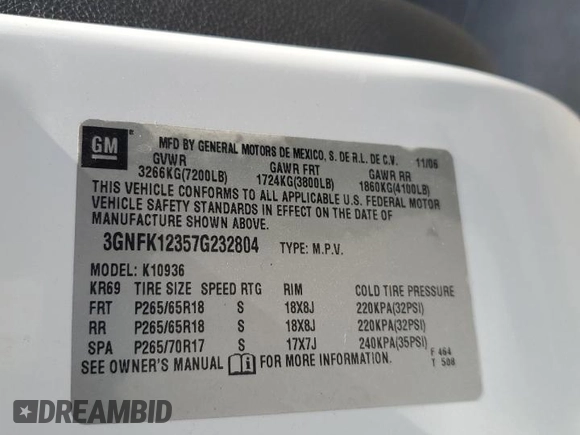 GM
MFD BY GENERAL MOTORS DE MEXICO, S. DE R.L. DE C.V. 11/06
GVWR GAWR FRT GAWR RR
3266KG(7200LB) 1724KG(3800LB) 1860KG(4100LB)
THIS VEHICLE CONFORMS TO ALL APPLICABLE U.S. FEDERAL MOTOR
VEHICLE SAFETY STANDARDS IN EFFECT ON THE DATE OF
MANUFACTURE SHOWN ABOVE.
3GNFK12357G232804 TYPE: M.P.V.
MODEL: K10936
KR69 TIRE SIZE SPEED RTG RIM COLD TIRE PRESSURE
FRT P265/65R18 S 18X8J 220KPA(32PSI)
RR P265/65R18 S 18X8J 220KPA(32PSI)
SPA P265/70R17 S 17X7J 240KPA(35PSI)
SEE OWNER'S MANUAL FOR MORE INFORMATION.
F 464
T 508
DREAMBID